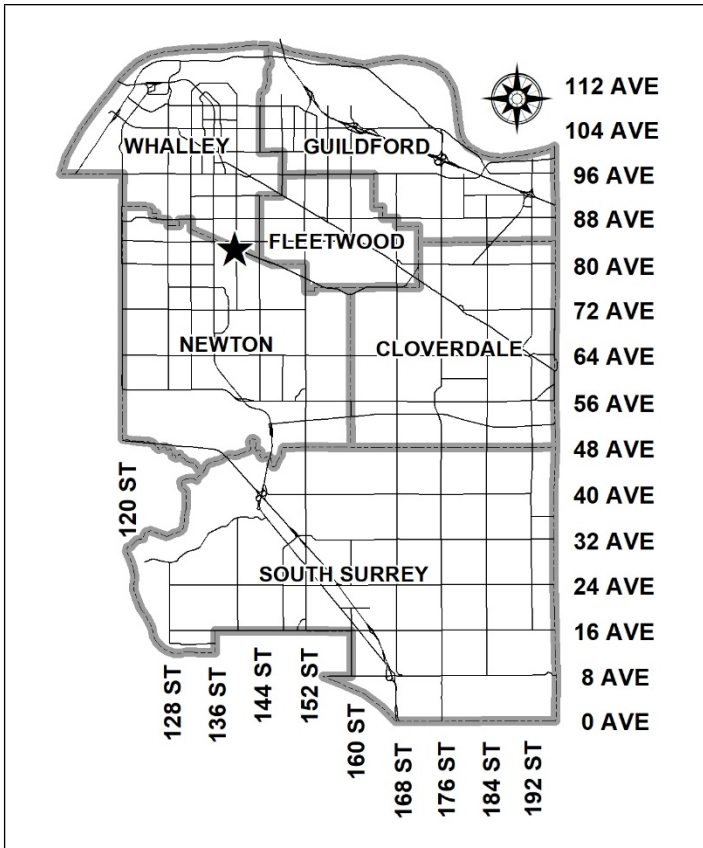 112 AVE
104 AVE
WHALLEY
GUILDFORD
96 AVE
88 AVE
FLEETWOOD
80 AVE
72 AVE
NEWTON
CLOVERDALE
64 AVE
56 AVE
48 AVE
120 ST
40 AVE
32 AVE
SOUTH SURREY
24 AVE
16 AVE
8 AVE
0 AVE
128 ST
136 ST
144 ST
152 ST
160 ST
168 ST
176 ST
184 ST
192 ST